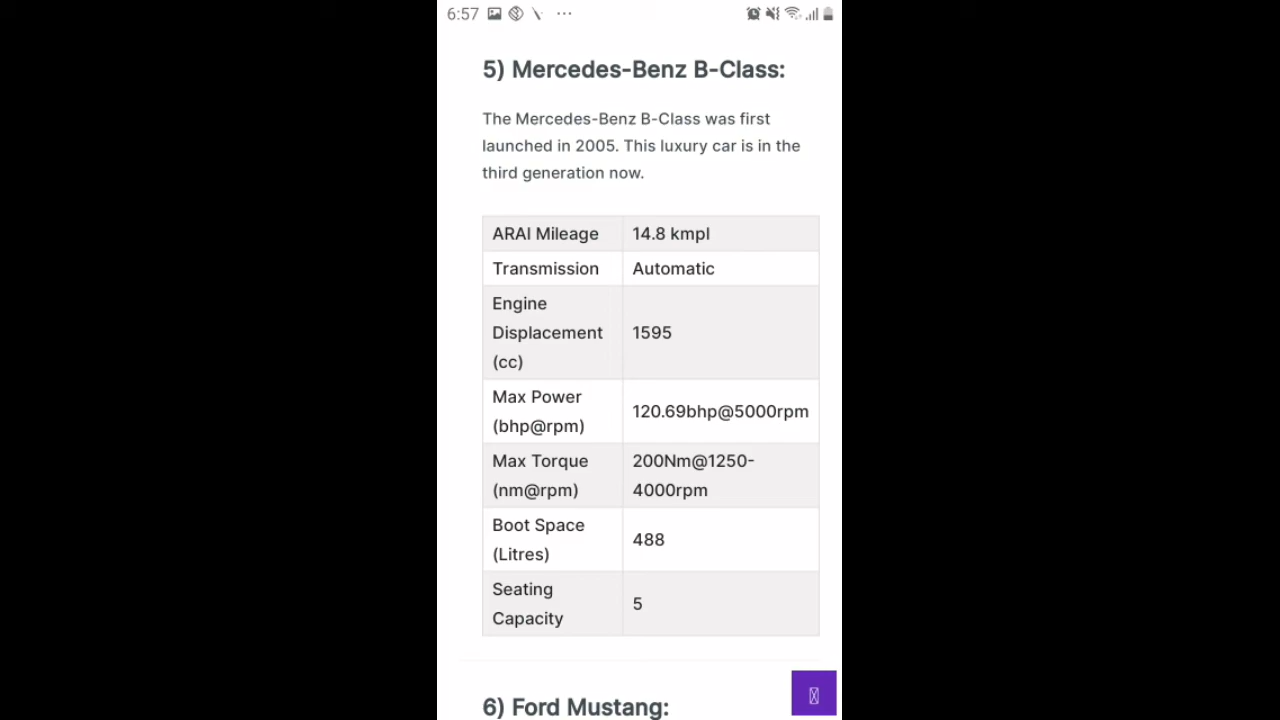 6:57
5) Mercedes-Benz B-Class:
The Mercedes-Benz B-Class was first
launched in 2005. This luxury car is in the
third generation now.
ARAI Mileage 14.8 kmpl
Transmission Automatic
Engine
Displacement 1595
(cc)
Max Power
(bhp@rpm)
120.69bhp@5000rpm
Max Torque 200Nm@1250-
(nm@rpm) 4000rpm
Boot Space
(Litres)
488
Seating
Capacity
5
6) Ford Mustang: